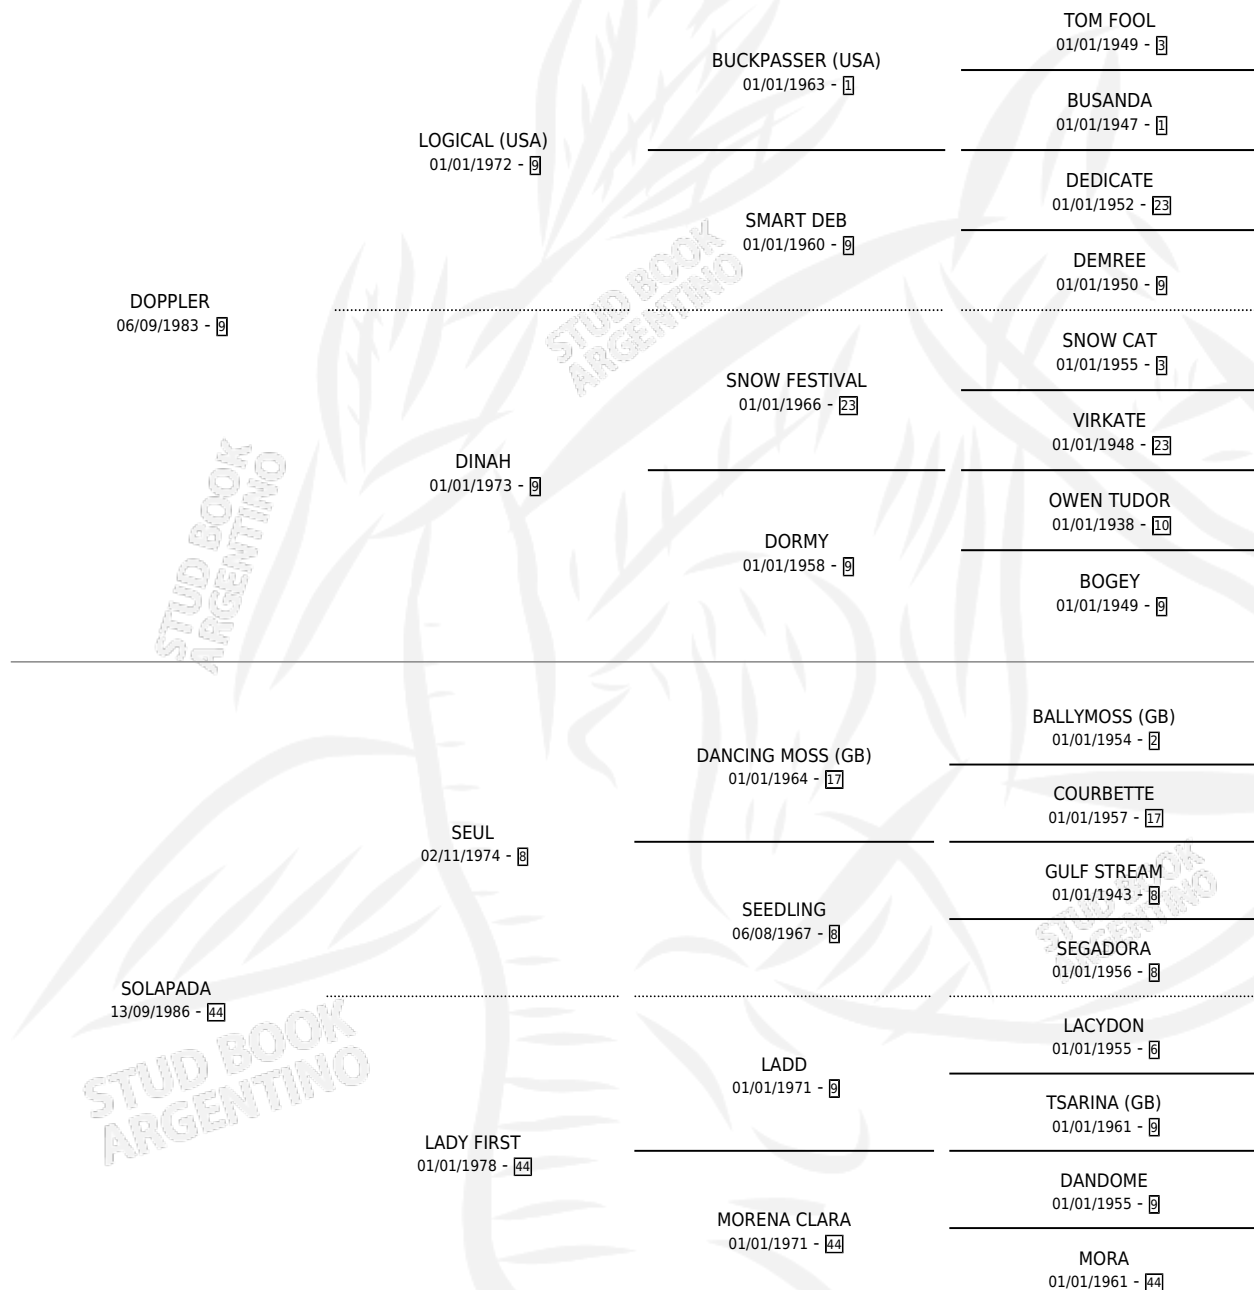 TOM FOOL
01/01/1949 - 3
BUCKPASSER (USA)
01/01/1963 - 1
BUSANDA
01/01/1947 - 1
LOGICAL (USA)
01/01/1972 - 9
DEDICATE
01/01/1952 - 23
SMART DEB
01/01/1960 - 9
DEMREE
01/01/1950 - 9
DOPPLER
06/09/1983 - 9
SNOW CAT
01/01/1955 - 3
SNOW FESTIVAL
01/01/1966 - 23
VIRKATE
01/01/1948 - 23
DINAH
01/01/1973 - 9
OWEN TUDOR
01/01/1938 - 10
DORMY
01/01/1958 - 9
BOGEY
01/01/1949 - 9
BALLYMOSS (GB)
01/01/1954 - 2
DANCING MOSS (GB)
01/01/1964 - 17
COURBETTE
01/01/1957 - 17
SEUL
02/11/1974 - 8
GULF STREAM
01/01/1943 - 8
SEEDLING
06/08/1967 - 8
SEGADORA
01/01/1956 - 8
SOLAPADA
13/09/1986 - 44
LACYDON
01/01/1955 - 6
LADD
01/01/1971 - 9
TSARINA (GB)
01/01/1961 - 9
LADY FIRST
01/01/1978 - 44
DANDOME
01/01/1955 - 9
MORENA CLARA
01/01/1971 - 44
MORA
01/01/1961 - 44
STUD BOOK
ARGENTINO
STUD BOOK
ARGENTINO
STUD BOOK
ARGENTINO
STUD BOOK
ARGENTINO